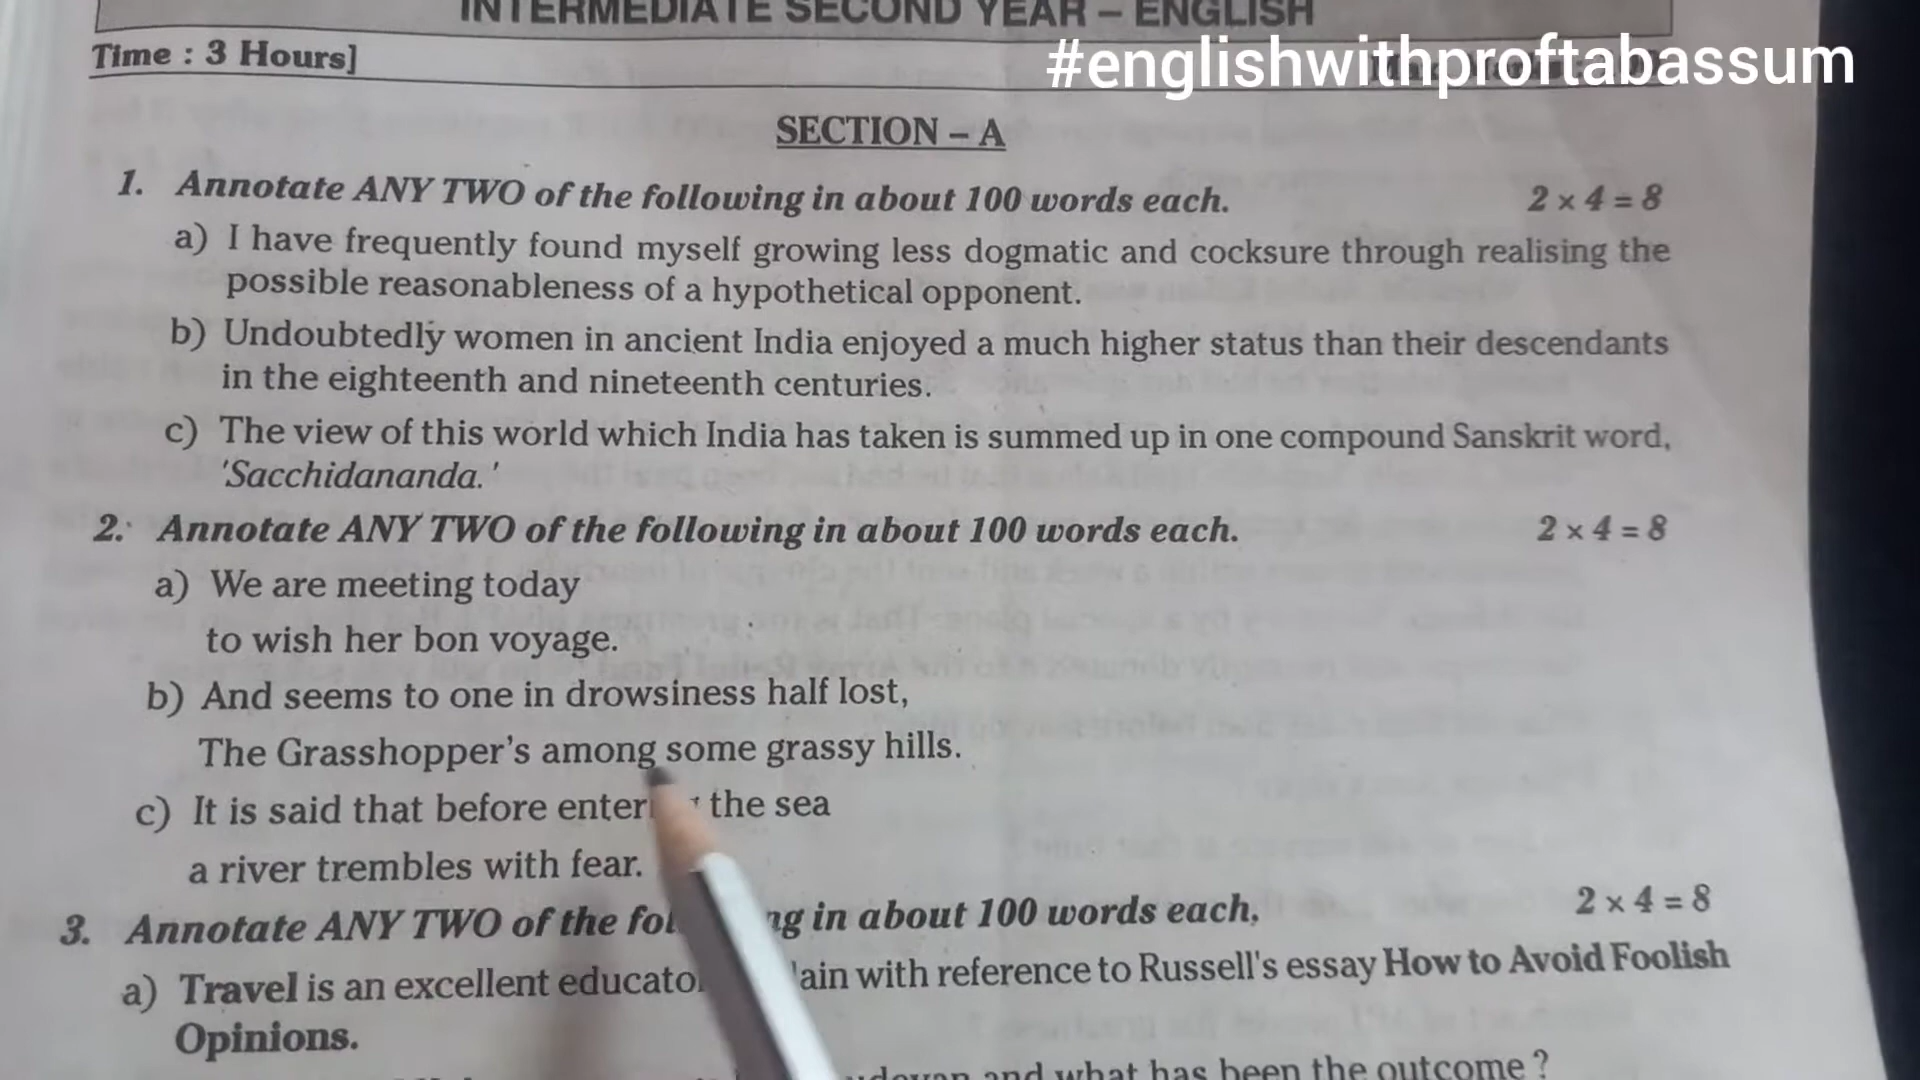 INTERMEDIATE SECOND YEAR – ENGLISH
Time : 3 Hours]
#englishwithproftabassum
SECTION – A
1. Annotate ANY TWO of the following in about 100 words each. 2 × 4 = 8
a) I have frequently found myself growing less dogmatic and cocksure through realising the
possible reasonableness of a hypothetical opponent.
b) Undoubtedly women in ancient India enjoyed a much higher status than their descendants
in the eighteenth and nineteenth centuries.
c) The view of this world which India has taken is summed up in one compound Sanskrit word,
'Sacchidananda.'
2. Annotate ANY TWO of the following in about 100 words each. 2 × 4 = 8
a) We are meeting today
to wish her bon voyage.
b) And seems to one in drowsiness half lost,
The Grasshopper's among some grassy hills.
c) It is said that before the sea
a river trembles with fear.
3. Annotate ANY TWO of the in about 100 words each, 2 × 4 = 8
a) Travel is an excellent with reference to Russell's essay How to Avoid Foolish
Opinions.
and what has been the outcome ?